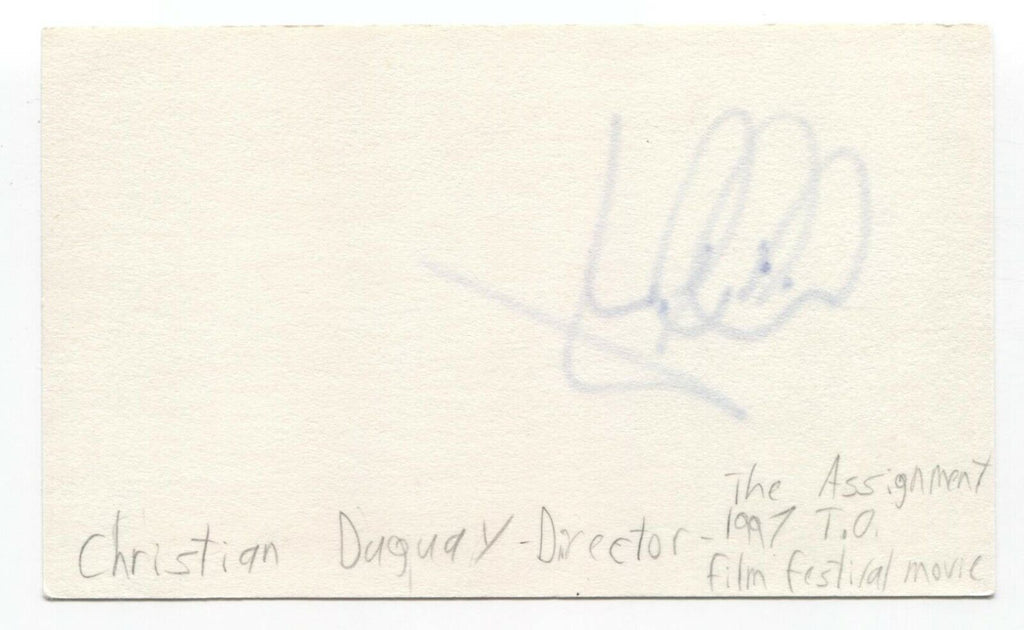 The Assignment
Christian Duguay - Director - 1997 T.O.
film festival movie